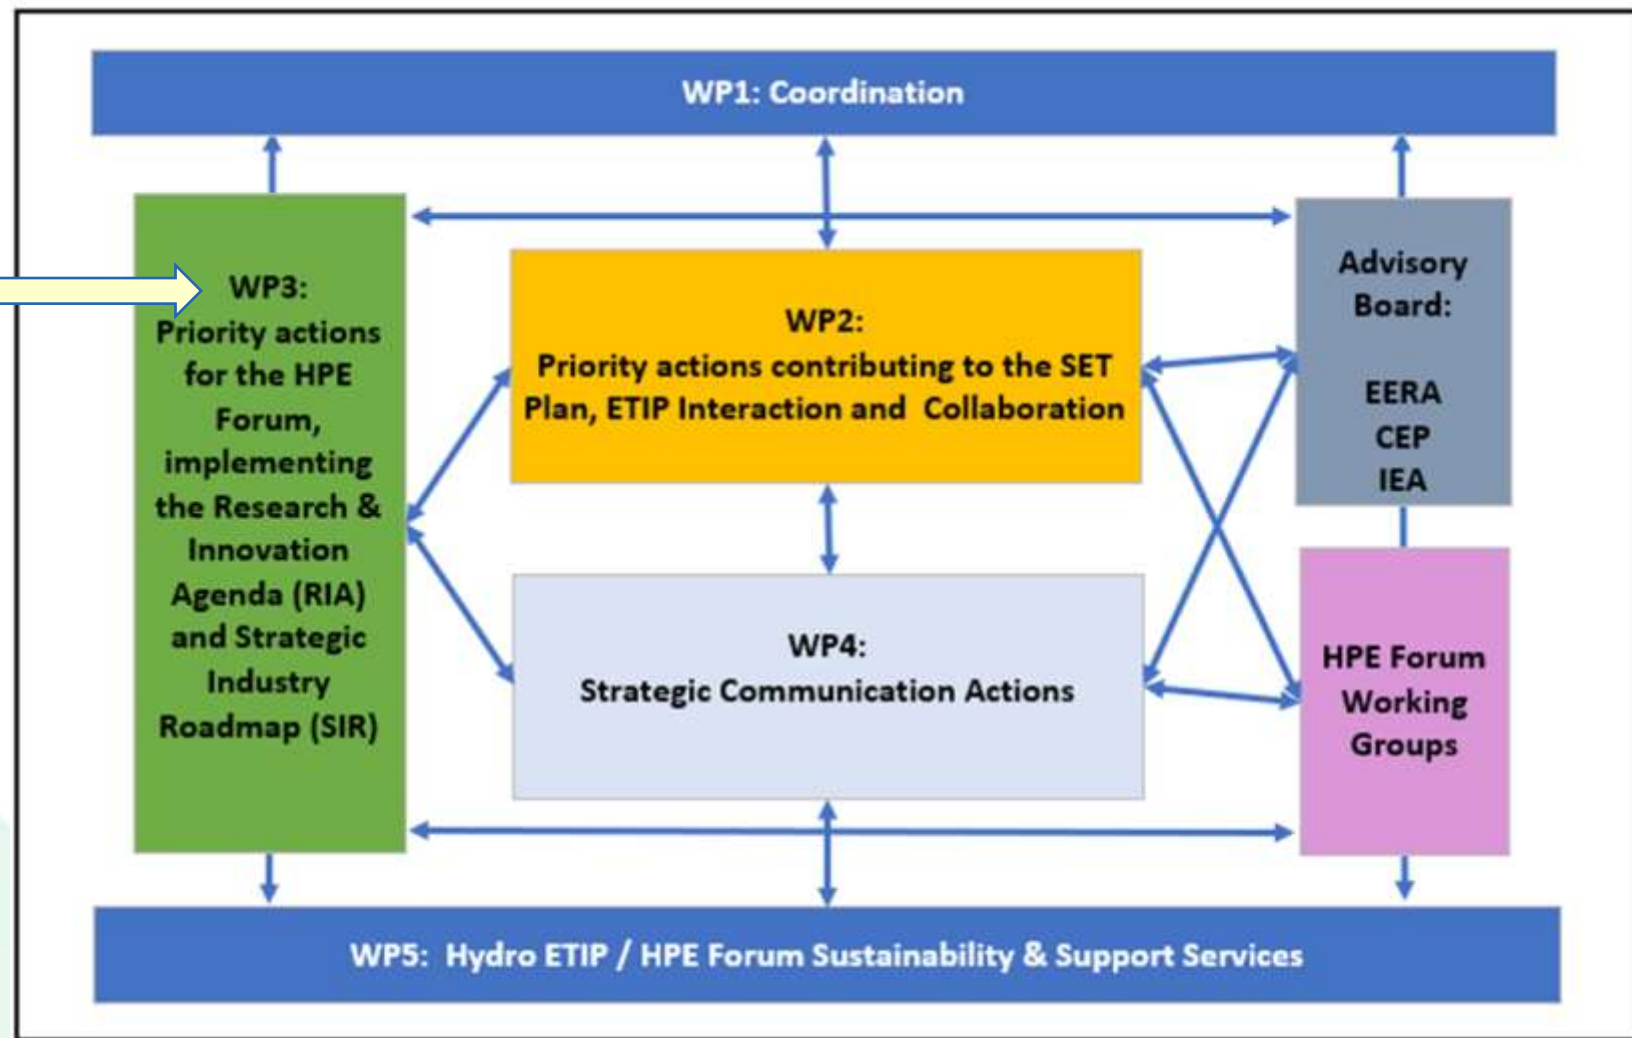 WP1: Coordination
WP3:
Priority actions
for the HPE
Forum,
implementing
the Research &
Innovation
Agenda (RIA)
and Strategic
Industry
Roadmap (SIR)
WP2:
Priority actions contributing to the SET
Plan, ETIP Interaction and Collaboration
WP4:
Strategic Communication Actions
Advisory
Board:
EERA
CEP
IEA
HPE Forum
Working
Groups
WP5: Hydro ETIP / HPE Forum Sustainability & Support Services